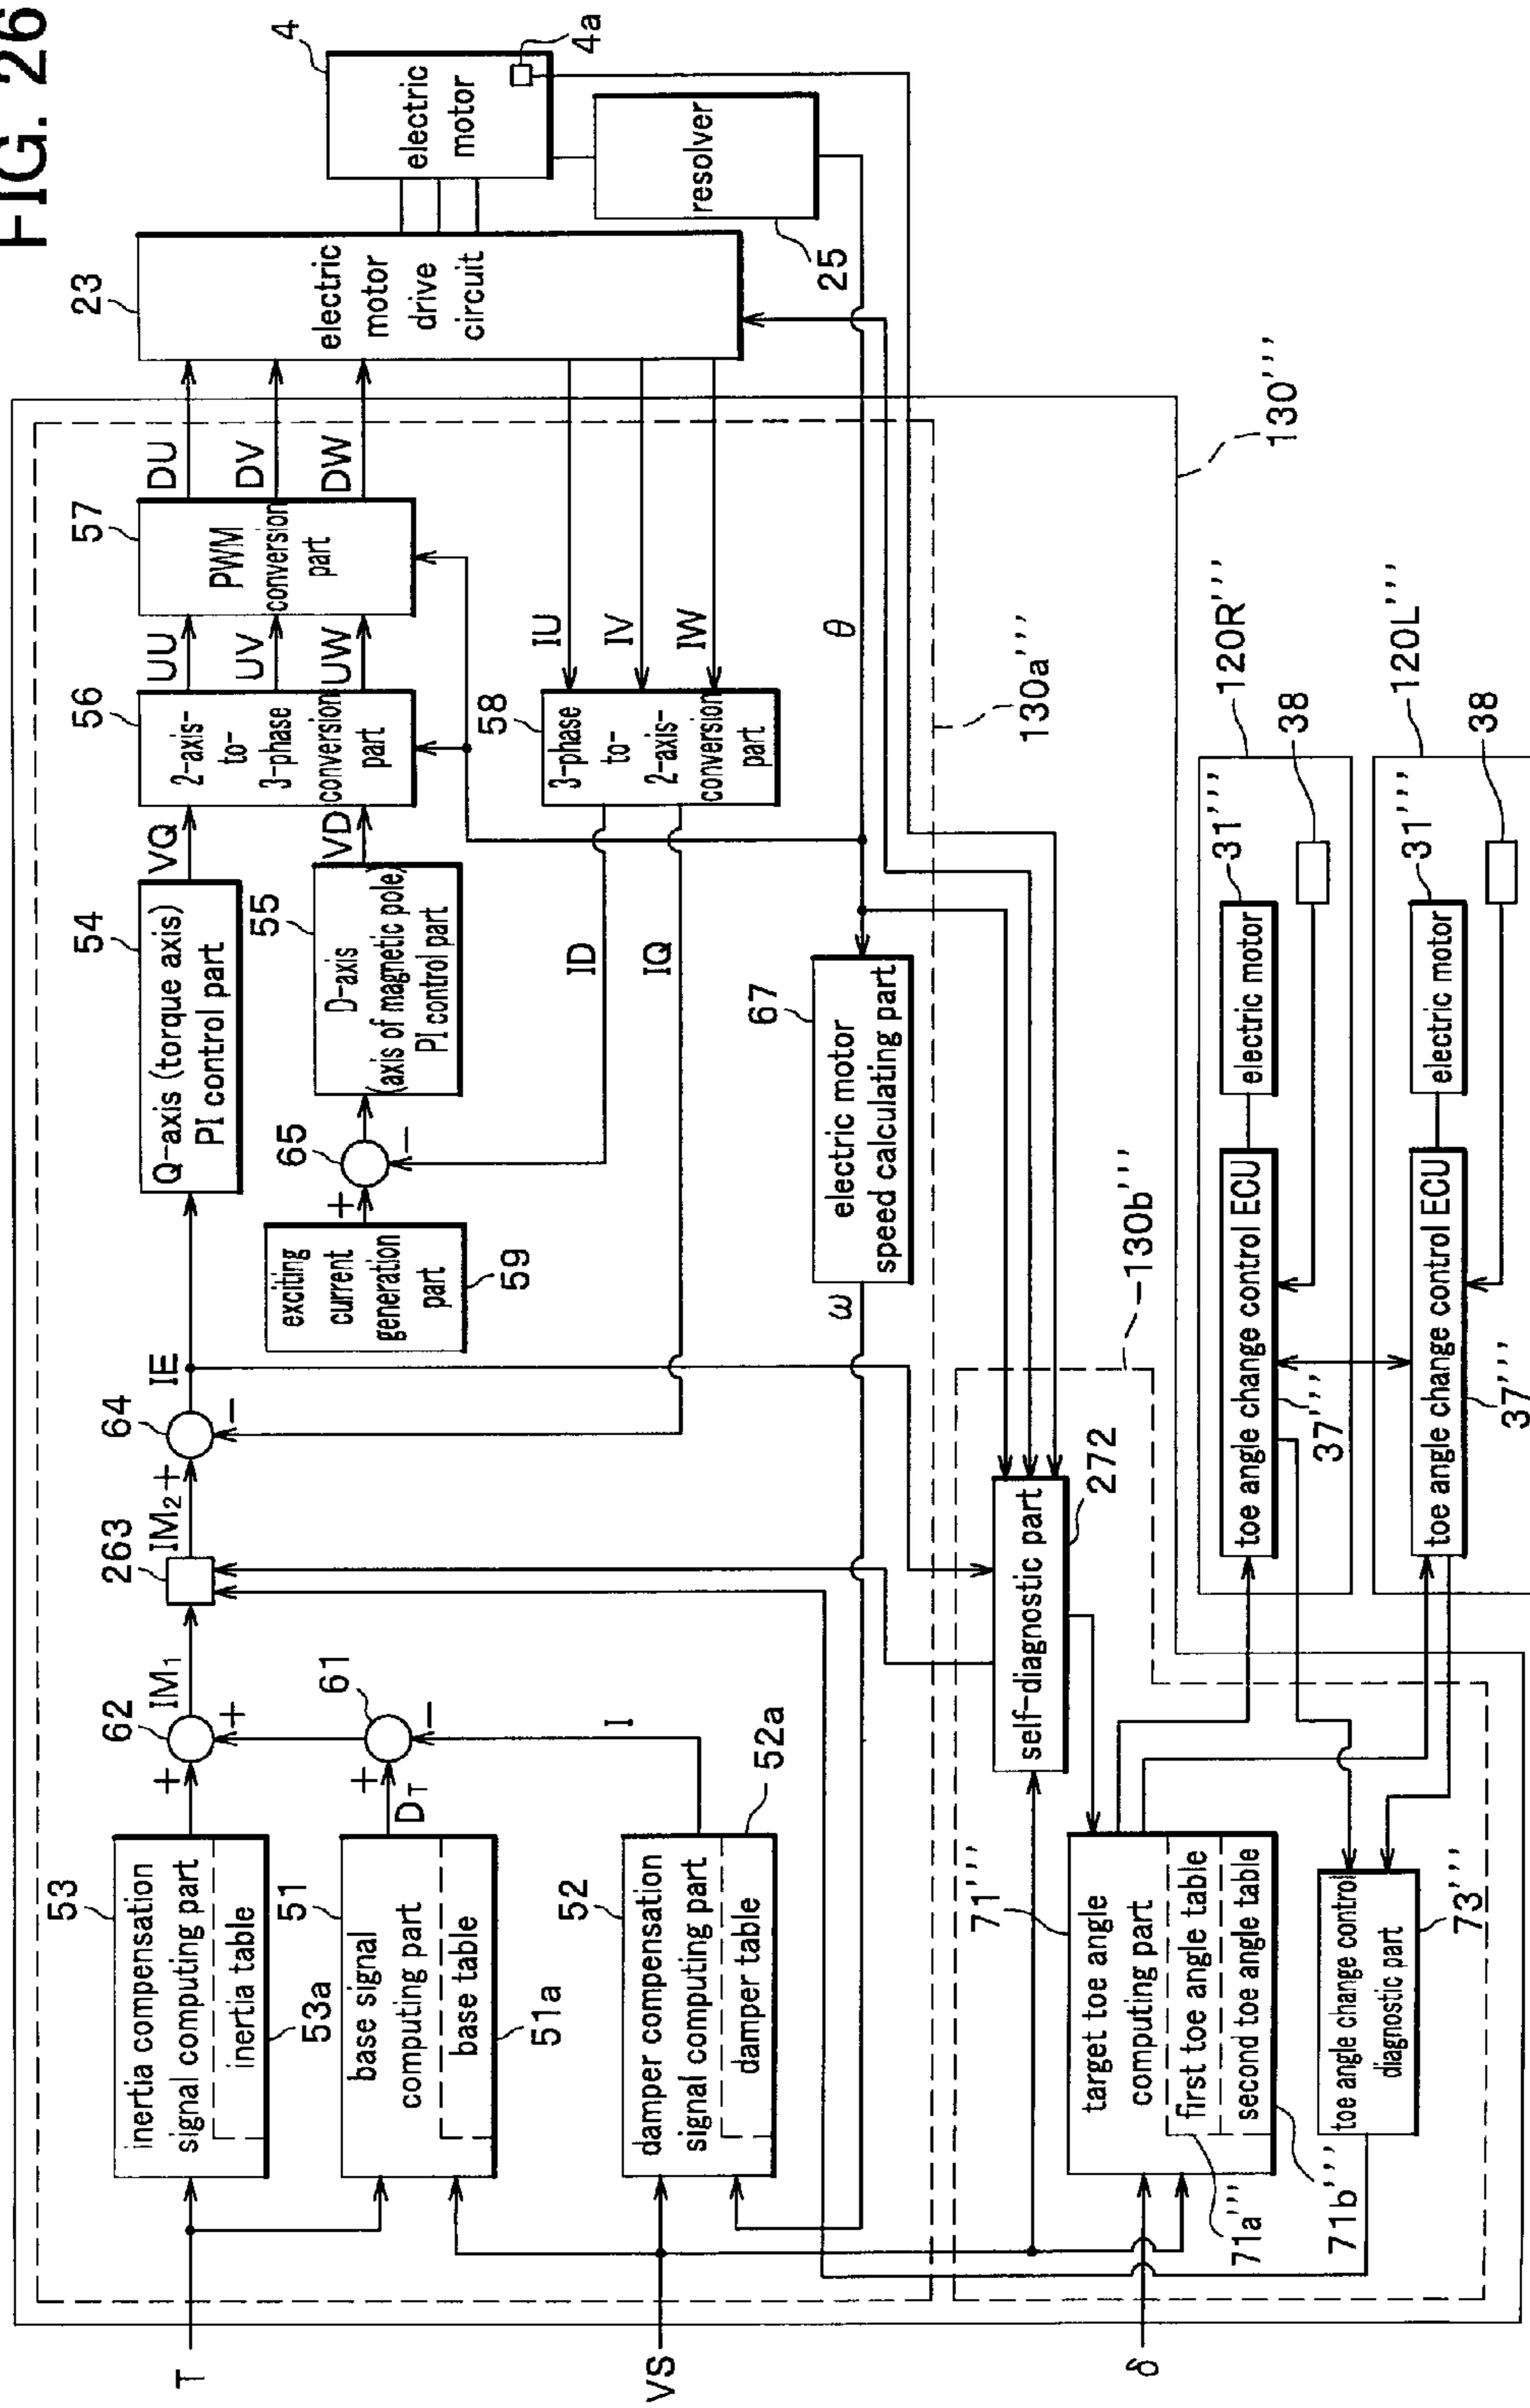 FIG. 26
T
VS
δ
53
inertia compensation
signal computing part
inertia table
53a
51
base signal
computing part
base table
51a
52
damper compensation
signal computing part
damper table
52a
62
+
+
IM1
61
+
DT
−
I
263
IM2
+
64
−
IE
54
Q-axis (torque axis)
PI control part
VQ
55
D-axis
(axis of magnetic pole)
PI control part
VD
65
+
−
exciting
current
generation
part
59
56
2-axis-
to-
3-phase
conversion
part
UU
UV
UW
57
PWM
conversion
part
DU
DV
DW
23
electric
motor
drive
circuit
4
electric
motor
4a
resolver
25
IU
IV
IW
58
3-phase
to-
2-axis-
conversion
part
ID
IQ
θ
67
electric motor
speed calculating part
ω
130a'''
130'''
130b'''
self-diagnostic part
272
71'''
target toe angle
computing part
first toe angle table
second toe angle table
71a'''
71b'''
toe angle change control
diagnostic part
73'''
120R'''
toe angle change control ECU
37'''
electric motor
31'''
38
120L'''
toe angle change control ECU
37'''
electric motor
31'''
38